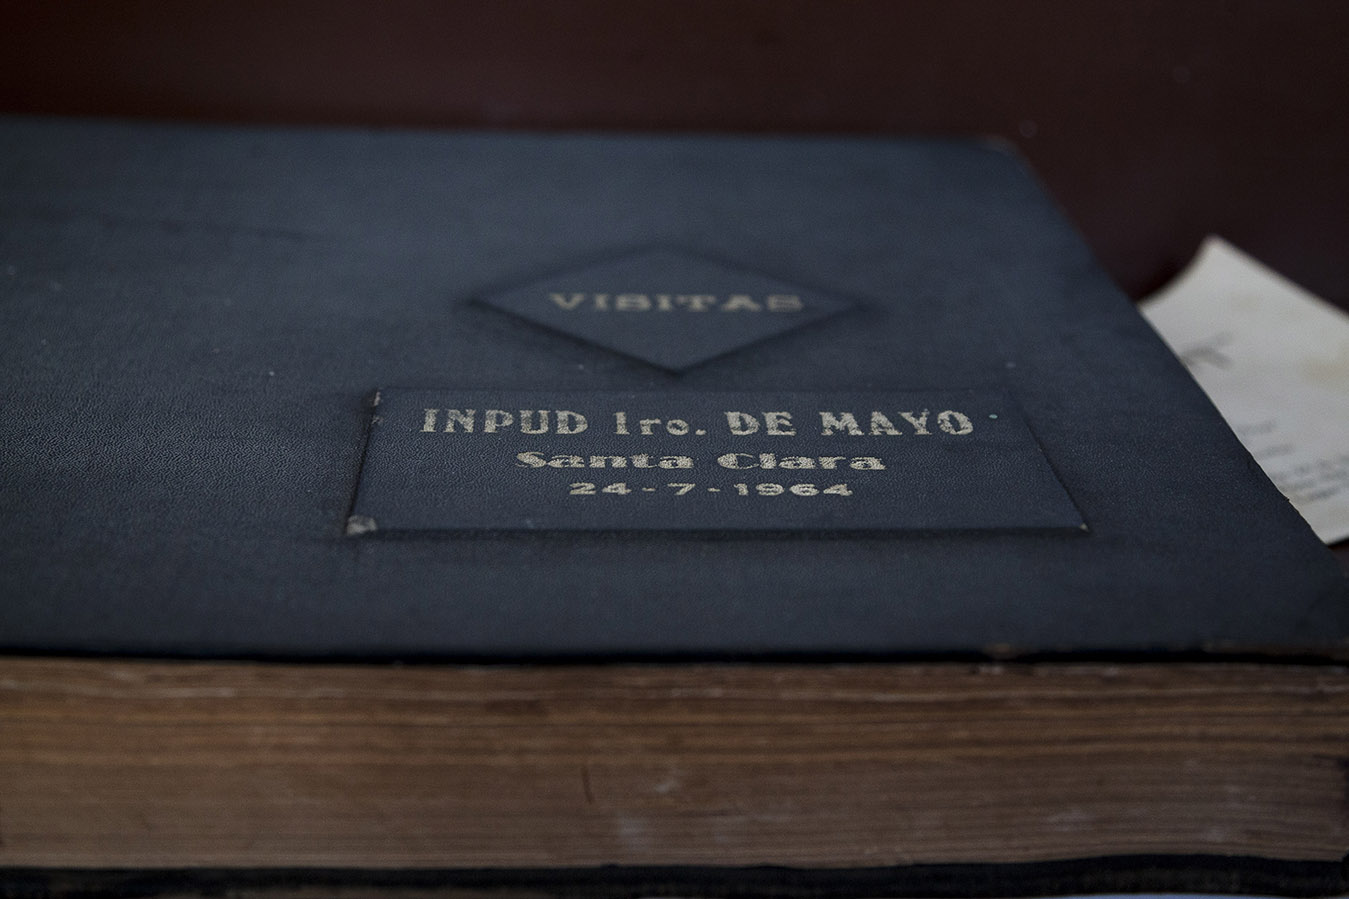 VISITAS
INPUD 1ro. DE MAYO
Santa Clara
24-7-1964